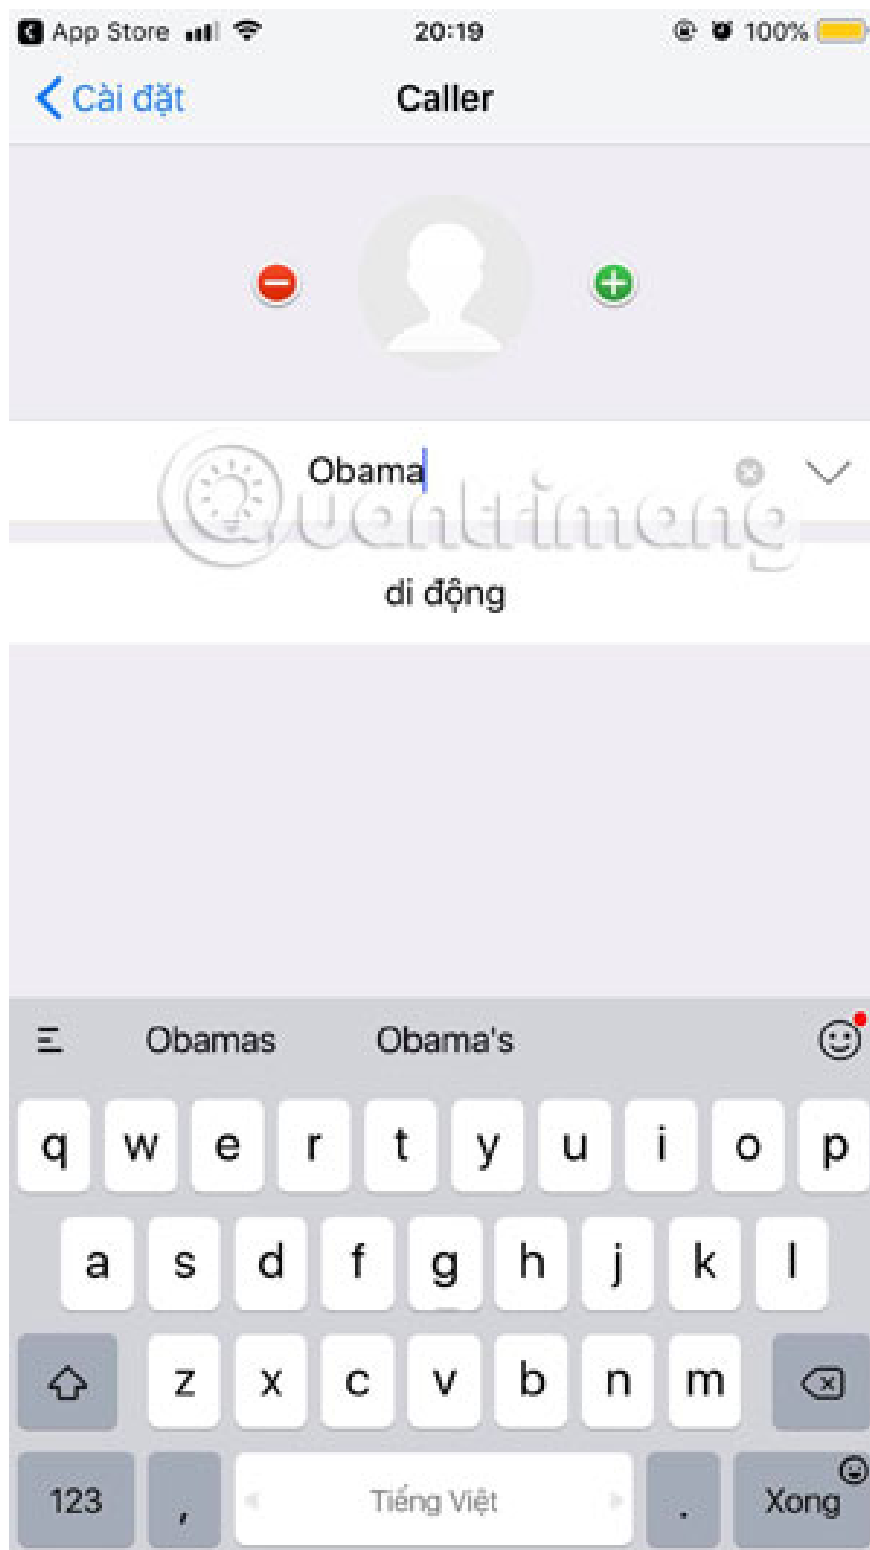 App Store 20:19 100%
Cài đặt Caller
Obama
Quantrimang
di động
Obamas Obama's
q w e r t y u i o p
a s d f g h j k l
z x c v b n m
123 , Tiếng Việt . Xong